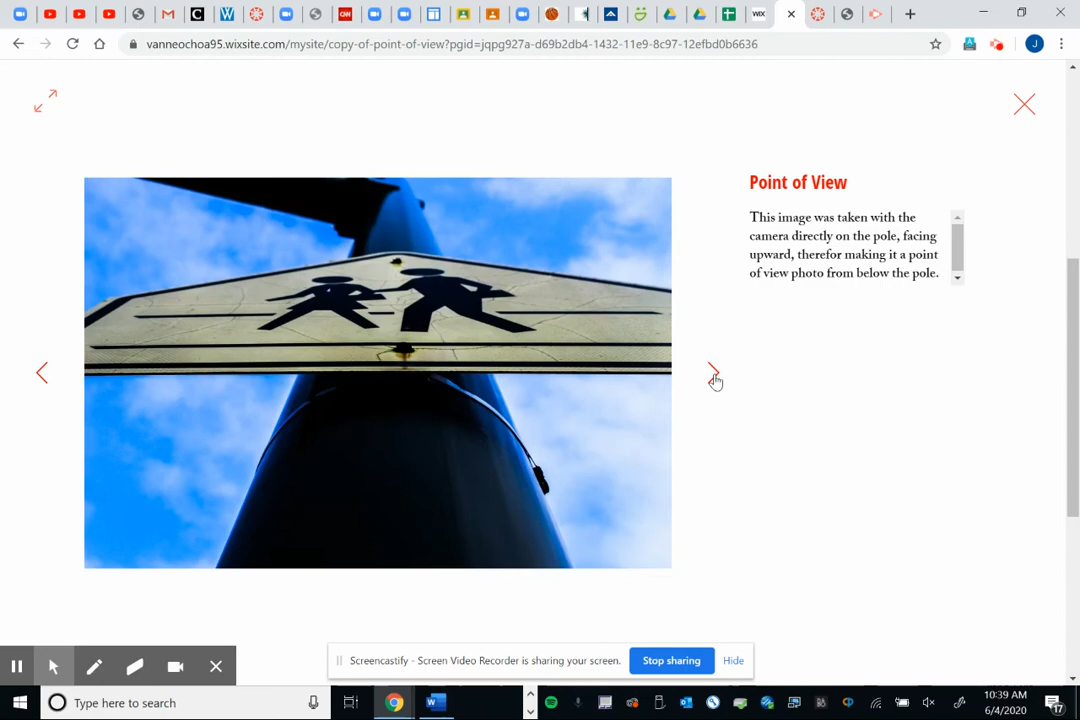 CNN
WIX
vanneochoa95.wixsite.com/mysite/copy-of-point-of-view?pgid=jqpg927a-d69b2db4-1432-11e9-8c97-12efbd0b6636
J
Point of View
This image was taken with the
camera directly on the pole, facing
upward, therefor making it a point
of view photo from below the pole.
Screencastify - Screen Video Recorder is sharing your screen.
Stop sharing
Hide
Type here to search
10:39 AM
6/4/2020
17